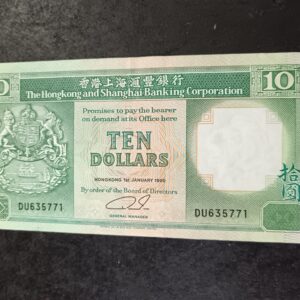 香港上海滙豐銀行
10
The Hongkong and Shanghai Banking Corporation
Promises to pay the bearer
on demand at its Office here
TEN
DOLLARS
HONGKONG 1ST JANUARY 1990
By order of the Board of Directors
GENERAL MANAGER
DU635771
DU635771
拾
圓